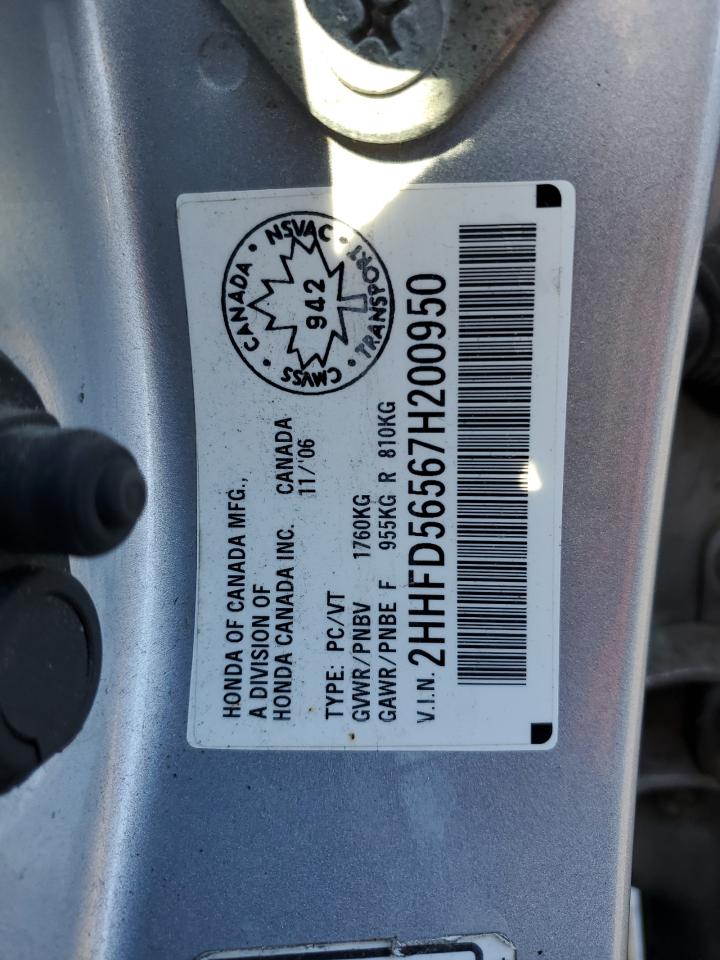 CANADA • NSVAC • TRANSPORT • CMVSS •
942
HONDA OF CANADA MFG.,
A DIVISION OF
HONDA CANADA INC. CANADA
11/'06
TYPE: PC/VT
GVWR/PNBV 1760KG
GAWR/PNBE F 955KG R 810KG
V.I.N. 2HHFD56567H200950